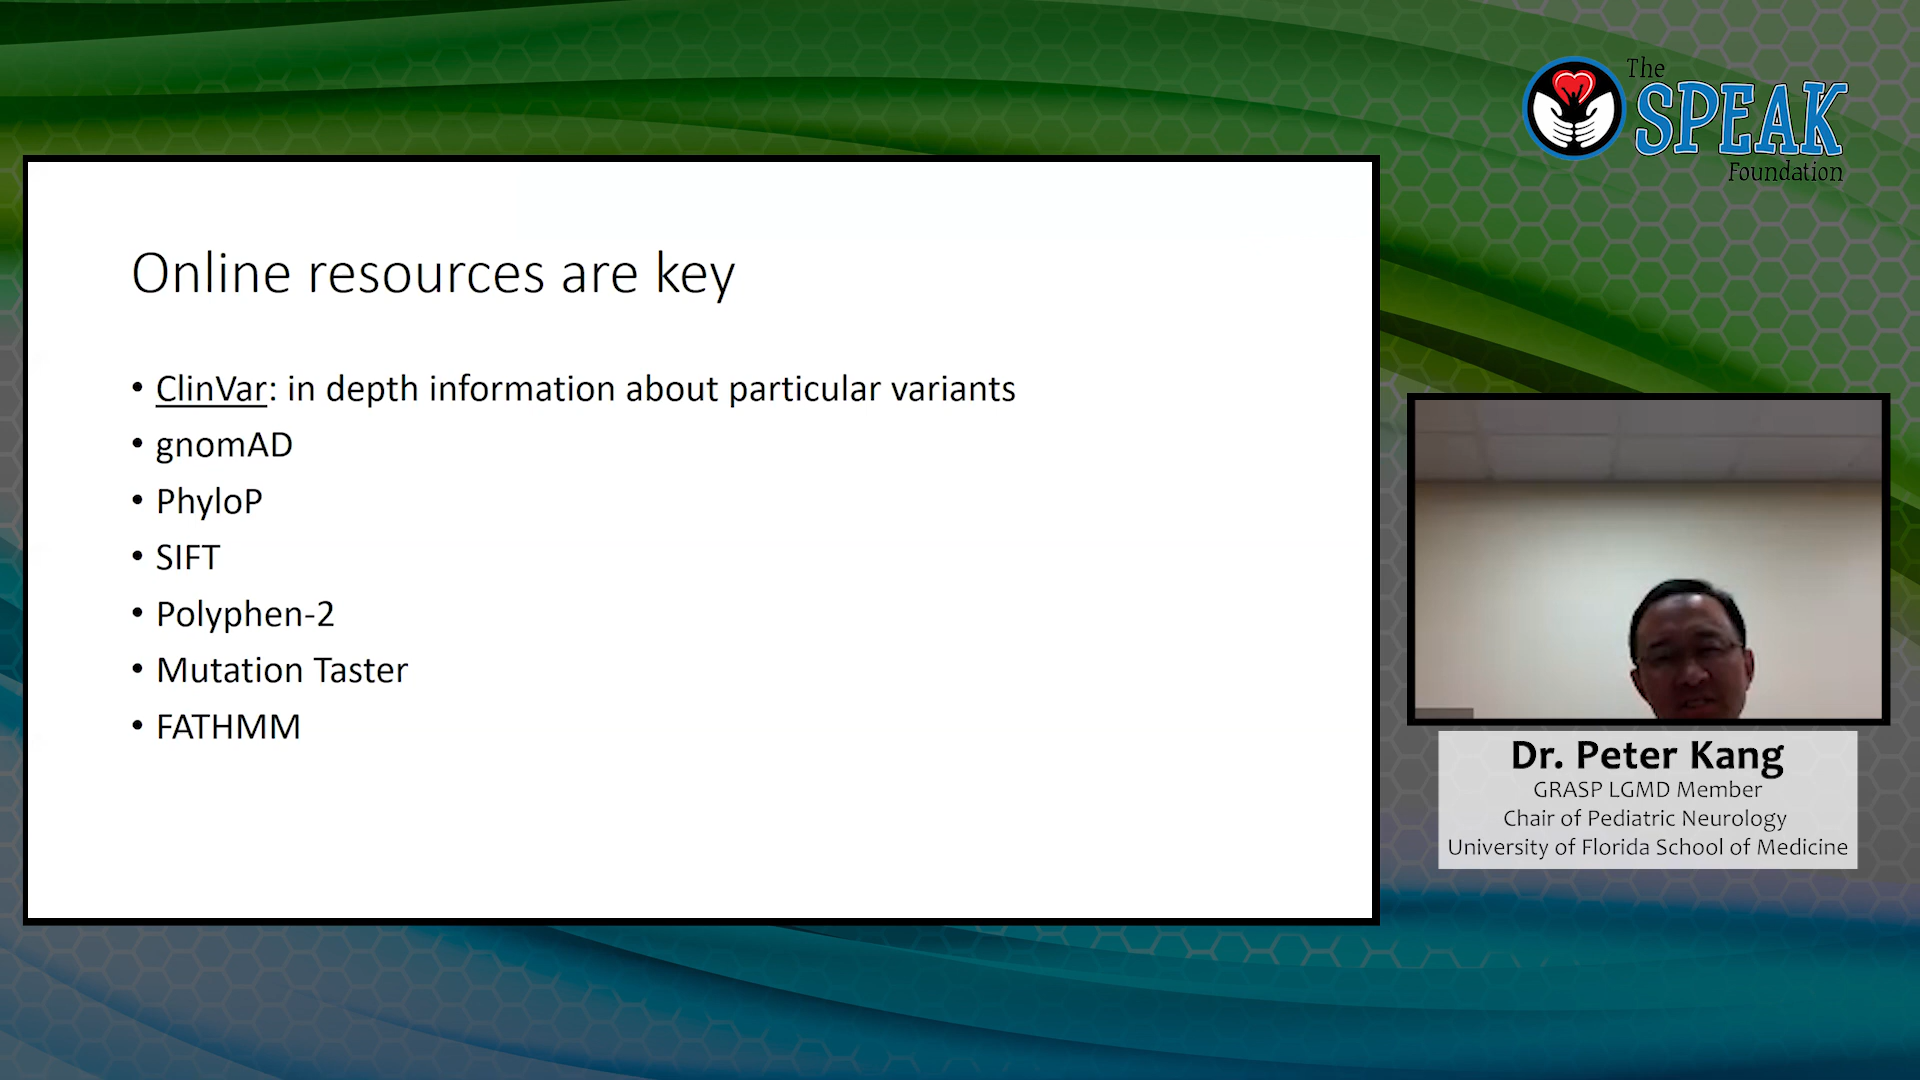 The
SPEAK
Foundation
Online resources are key
• ClinVar: in depth information about particular variants
• gnomAD
• PhyloP
• SIFT
• Polyphen-2
• Mutation Taster
• FATHMM
Dr. Peter Kang
GRASP LGMD Member
Chair of Pediatric Neurology
University of Florida School of Medicine